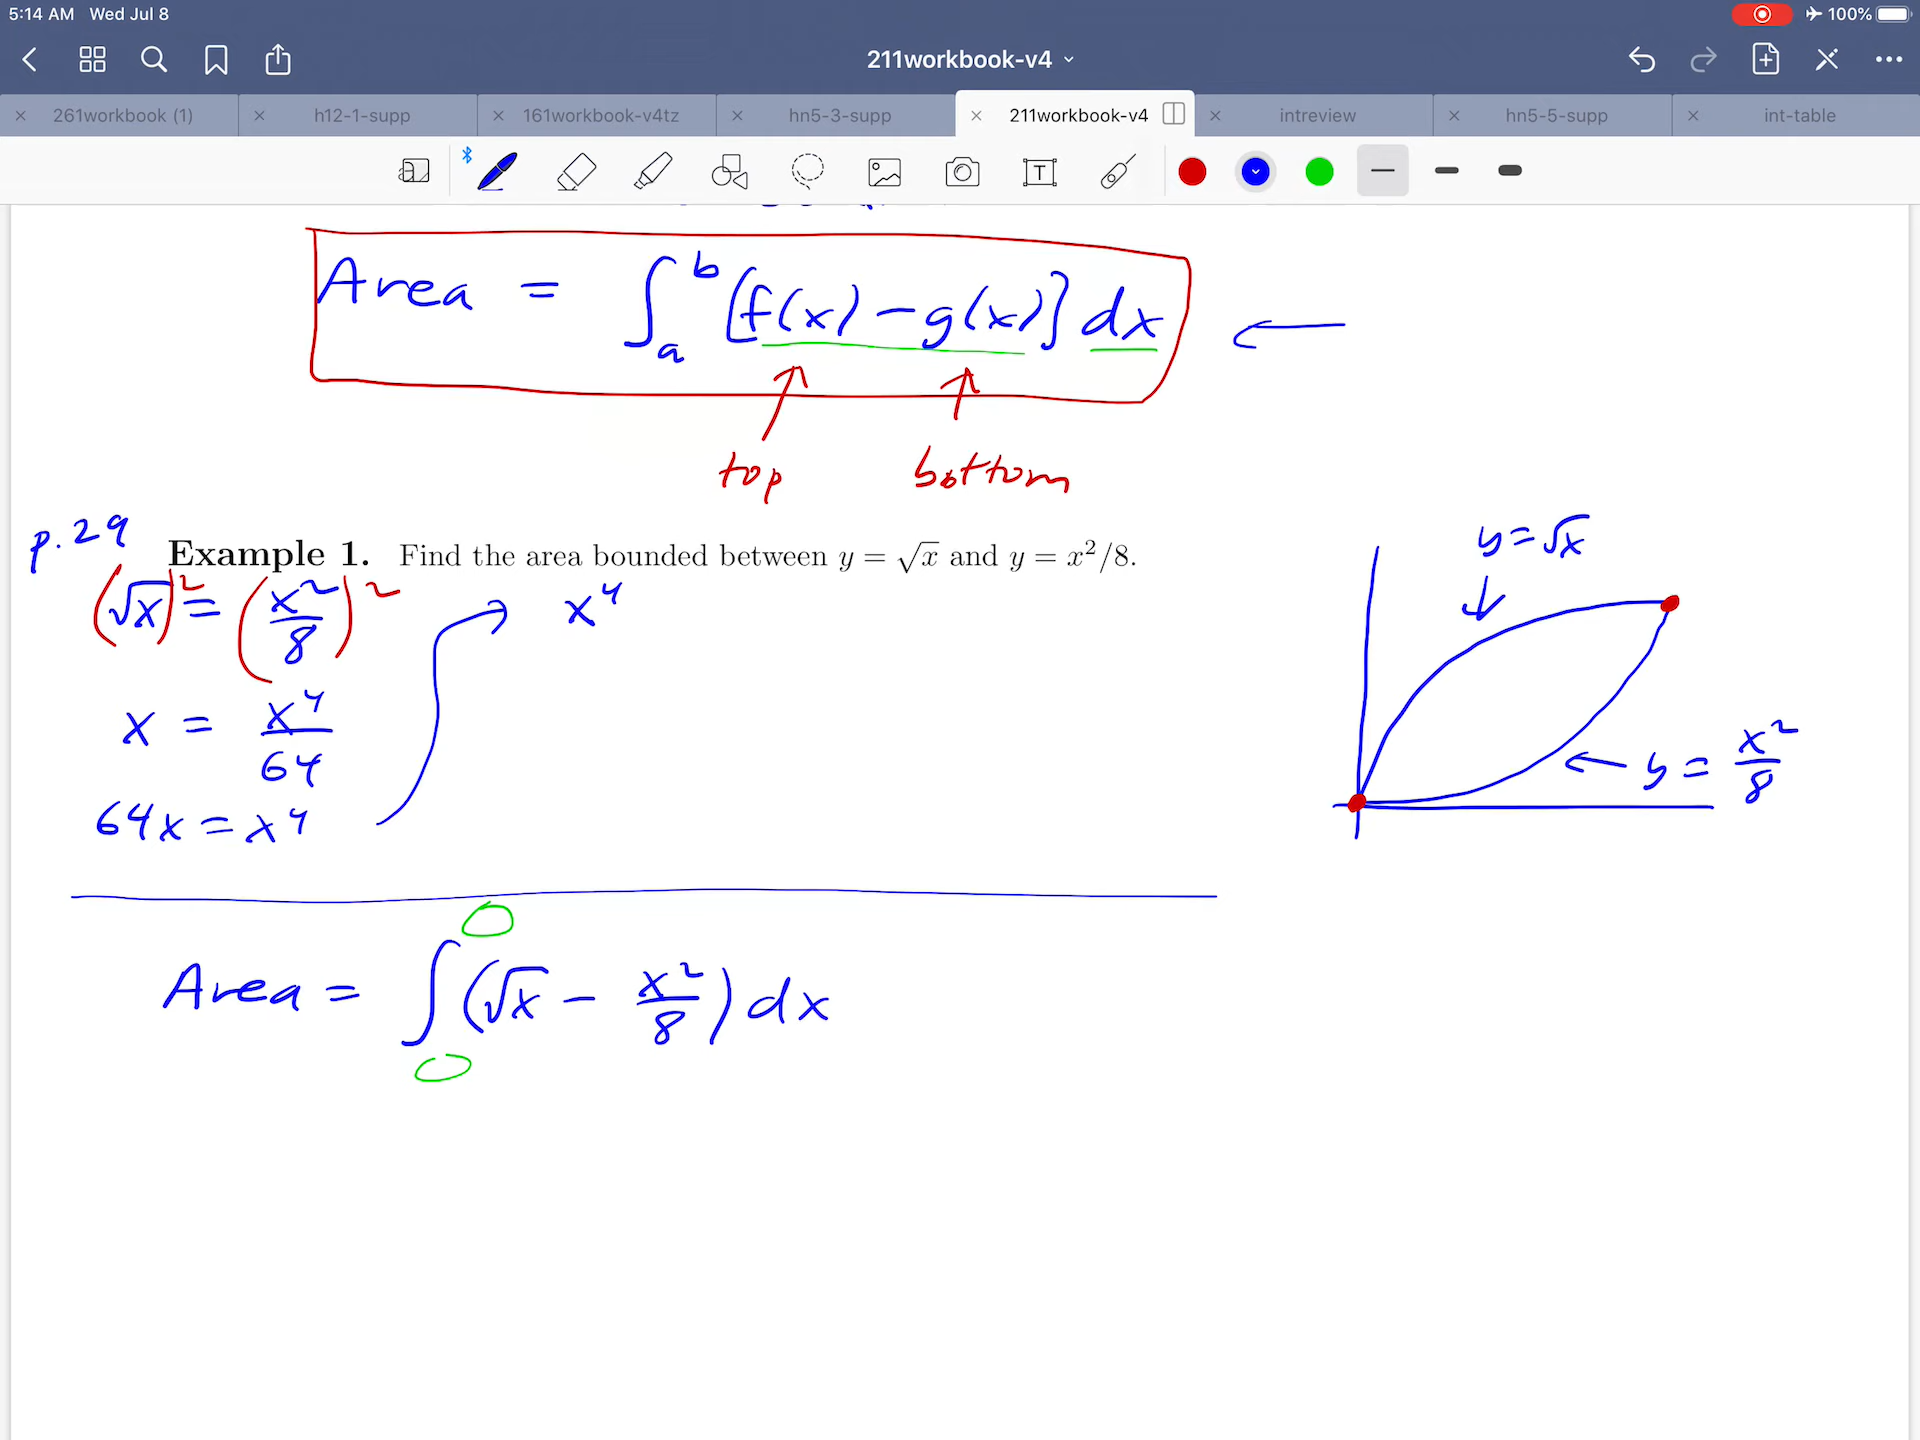 5:14 AM Wed Jul 8
100%
211workbook-v4
261workbook (1) h12-1-supp 161workbook-v4tz hn5-3-supp 211workbook-v4 intreview hn5-5-supp int-table
a T
Area = ∫_a^b [f(x) - g(x)] dx
top bottom
p. 29
Example 1. Find the area bounded between y = √x and y = x²/8.
(√x)² = (x²/8)²
x⁴
x = x⁴/64
64x = x⁴
y = √x
y = x²/8
Area = ∫ (√x - x²/8) dx